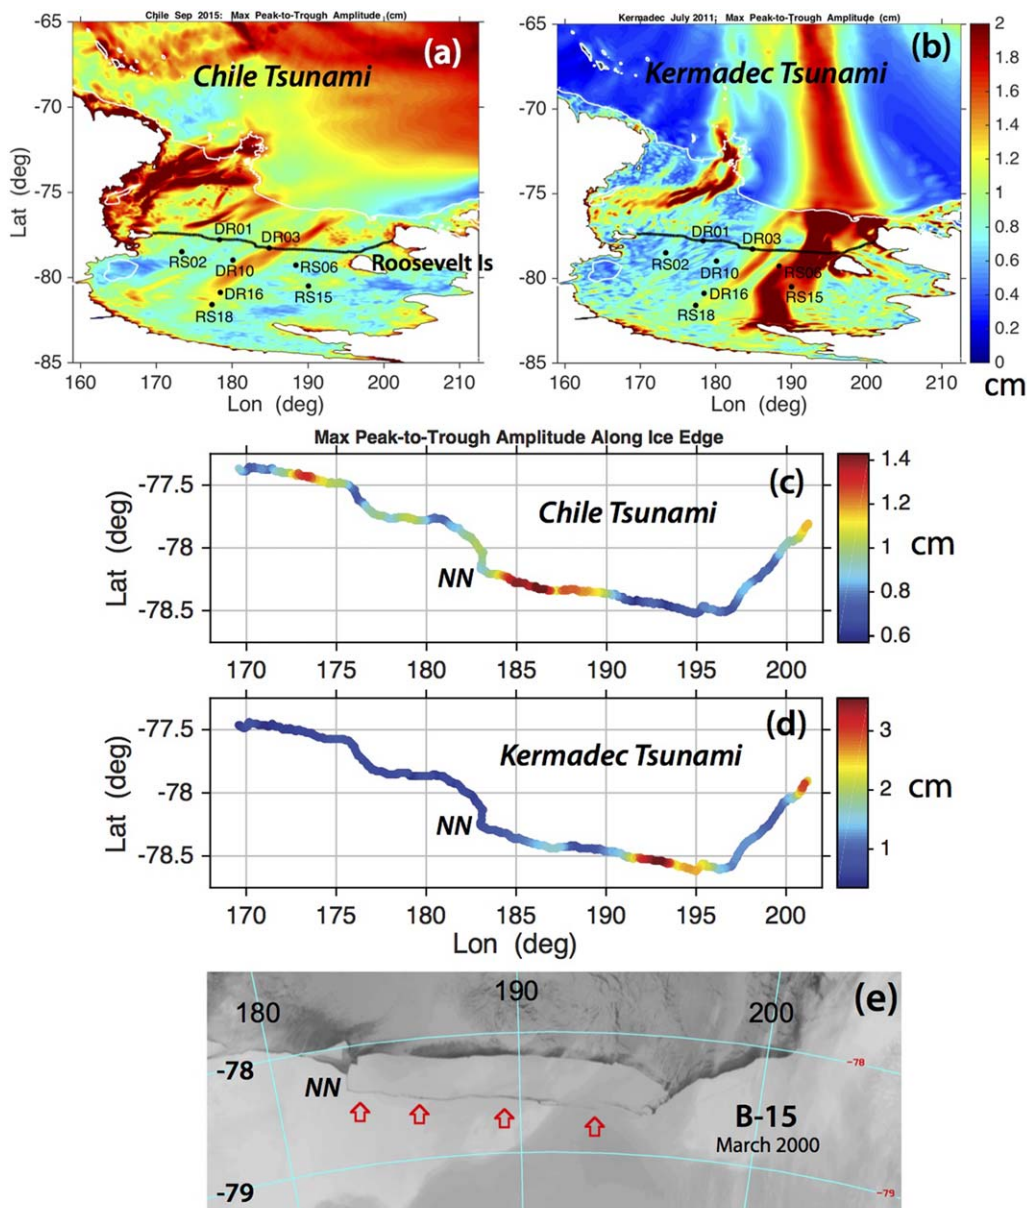 Chile Sep 2015:  Max Peak-to-Trough Amplitude (cm)
Kermadec July 2011;  Max Peak-to-Trough Amplitude (cm)
-65
-70
-75
-80
-85
Lat (deg)
(a)
Chile Tsunami
DR01
DR03
RS02
DR10
RS06
Roosevelt Is
DR16
RS15
RS18
160
170
180
190
200
210
Lon (deg)
-65
-70
-75
-80
-85
(b)
Kermadec Tsunami
DR01
DR03
RS02
DR10
RS06
DR16
RS15
RS18
160
170
180
190
200
210
Lon (deg)
2
1.8
1.6
1.4
1.2
1
0.8
0.6
0.4
0.2
0
cm
Max Peak-to-Trough Amplitude Along Ice Edge
-77.5
-78
-78.5
Lat (deg)
(c)
Chile Tsunami
NN
170
175
180
185
190
195
200
1.4
1.2
1
0.8
0.6
cm
-77.5
-78
-78.5
Lat (deg)
(d)
Kermadec Tsunami
NN
170
175
180
185
190
195
200
Lon (deg)
3
2
1
cm
180
190
200
(e)
-78
-78
NN
B-15
March 2000
-79
-79